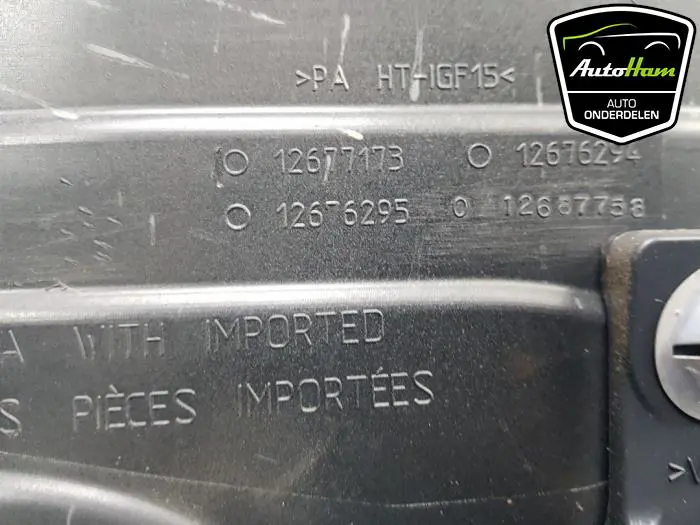 AutoHam
AUTO
ONDERDELEN
>PA HT-IGF15<
O 12677173 O 12676294
O 12676295 O 12687758
A WITH IMPORTED
S PIÈCES IMPORTÉES